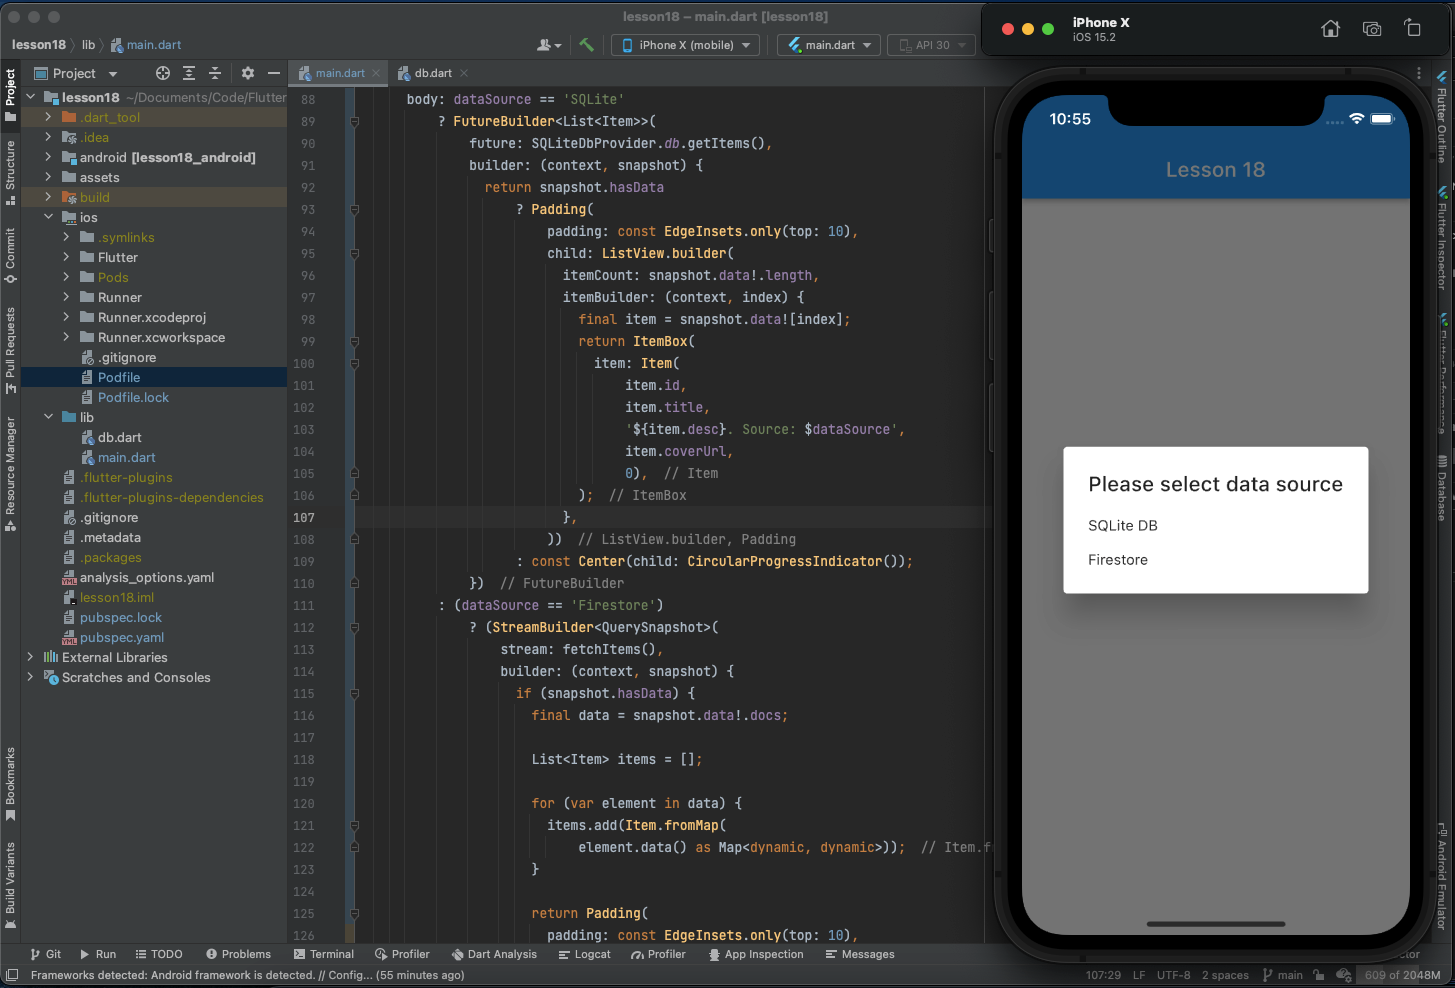 lesson18 – main.dart [lesson18]
lesson18
lib
main.dart
iPhone X (mobile)
main.dart
API 30
Project
main.dart
db.dart
lesson18 ~/Documents/Code/Flutter
.dart_tool
.idea
android [lesson18_android]
assets
build
ios
.symlinks
Flutter
Pods
Runner
Runner.xcodeproj
Runner.xcworkspace
.gitignore
Podfile
Podfile.lock
lib
db.dart
main.dart
.flutter-plugins
.flutter-plugins-dependencies
.gitignore
.metadata
.packages
analysis_options.yaml
lesson18.iml
pubspec.lock
pubspec.yaml
External Libraries
Scratches and Consoles
Project
Structure
Commit
Pull Requests
Resource Manager
Bookmarks
Build Variants
88 body: dataSource == 'SQLite'
89 ? FutureBuilder<List<Item>>(
90 future: SQLiteDbProvider.db.getItems(),
91 builder: (context, snapshot) {
92 return snapshot.hasData
93 ? Padding(
94 padding: const EdgeInsets.only(top: 10),
95 child: ListView.builder(
96 itemCount: snapshot.data!.length,
97 itemBuilder: (context, index) {
98 final item = snapshot.data![index];
99 return ItemBox(
100 item: Item(
101 item.id,
102 item.title,
103 '${item.desc}. Source: $dataSource',
104 item.coverUrl,
105 0), // Item
106 ); // ItemBox
107 },
108 )) // ListView.builder, Padding
109 : const Center(child: CircularProgressIndicator());
110 }) // FutureBuilder
111 : (dataSource == 'Firestore')
112 ? (StreamBuilder<QuerySnapshot>(
113 stream: fetchItems(),
114 builder: (context, snapshot) {
115 if (snapshot.hasData) {
116 final data = snapshot.data!.docs;
117
118 List<Item> items = [];
119
120 for (var element in data) {
121 items.add(Item.fromMap(
122 element.data() as Map<dynamic, dynamic>)); // Item.f
123 }
124
125 return Padding(
126 padding: const EdgeInsets.only(top: 10),
iPhone X
iOS 15.2
10:55
Lesson 18
Please select data source
SQLite DB
Firestore
Flutter Outline
Flutter Inspector
Flutter Performance
Database
Android Emulator
Git
Run
TODO
Problems
Terminal
Profiler
Dart Analysis
Logcat
Profiler
App Inspection
Messages
Frameworks detected: Android framework is detected. // Config... (55 minutes ago)
107:29
LF
UTF-8
2 spaces
main
609 of 2048M